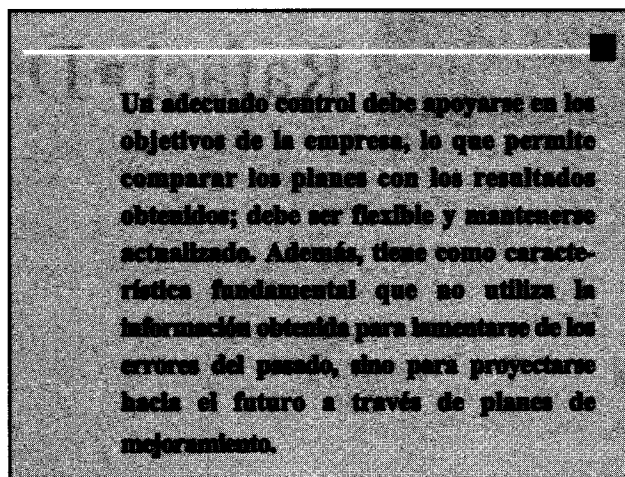 Un adecuado control debe apoyarse en los
objetivos de la empresa, lo que permite
comparar los planes con los resultados
obtenidos; debe ser flexible y mantenerse
actualizado. Además, tiene como caracte-
rística fundamental que no utiliza la
información obtenida para lamentarse de los
errores del pasado, sino para proyectarse
hacia el futuro a través de planes de
mejoramiento.